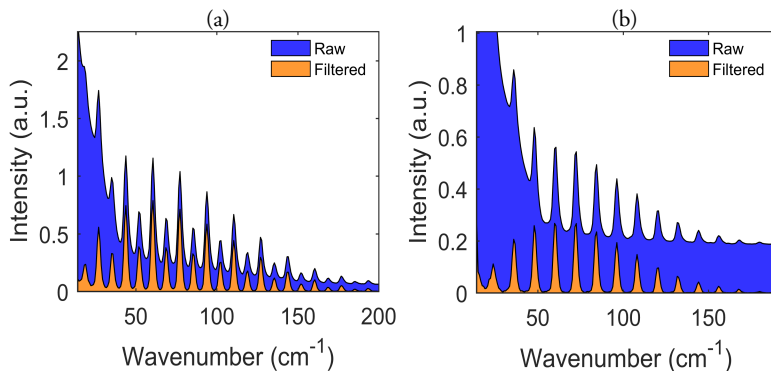 (a)
2
1.5
1
0.5
0
Intensity (a.u.)
Raw
Filtered
50
100
150
200
Wavenumber (cm-1)
(b)
1
0.8
0.6
0.4
0.2
0
Intensity (a.u.)
Raw
Filtered
50
100
150
Wavenumber (cm-1)